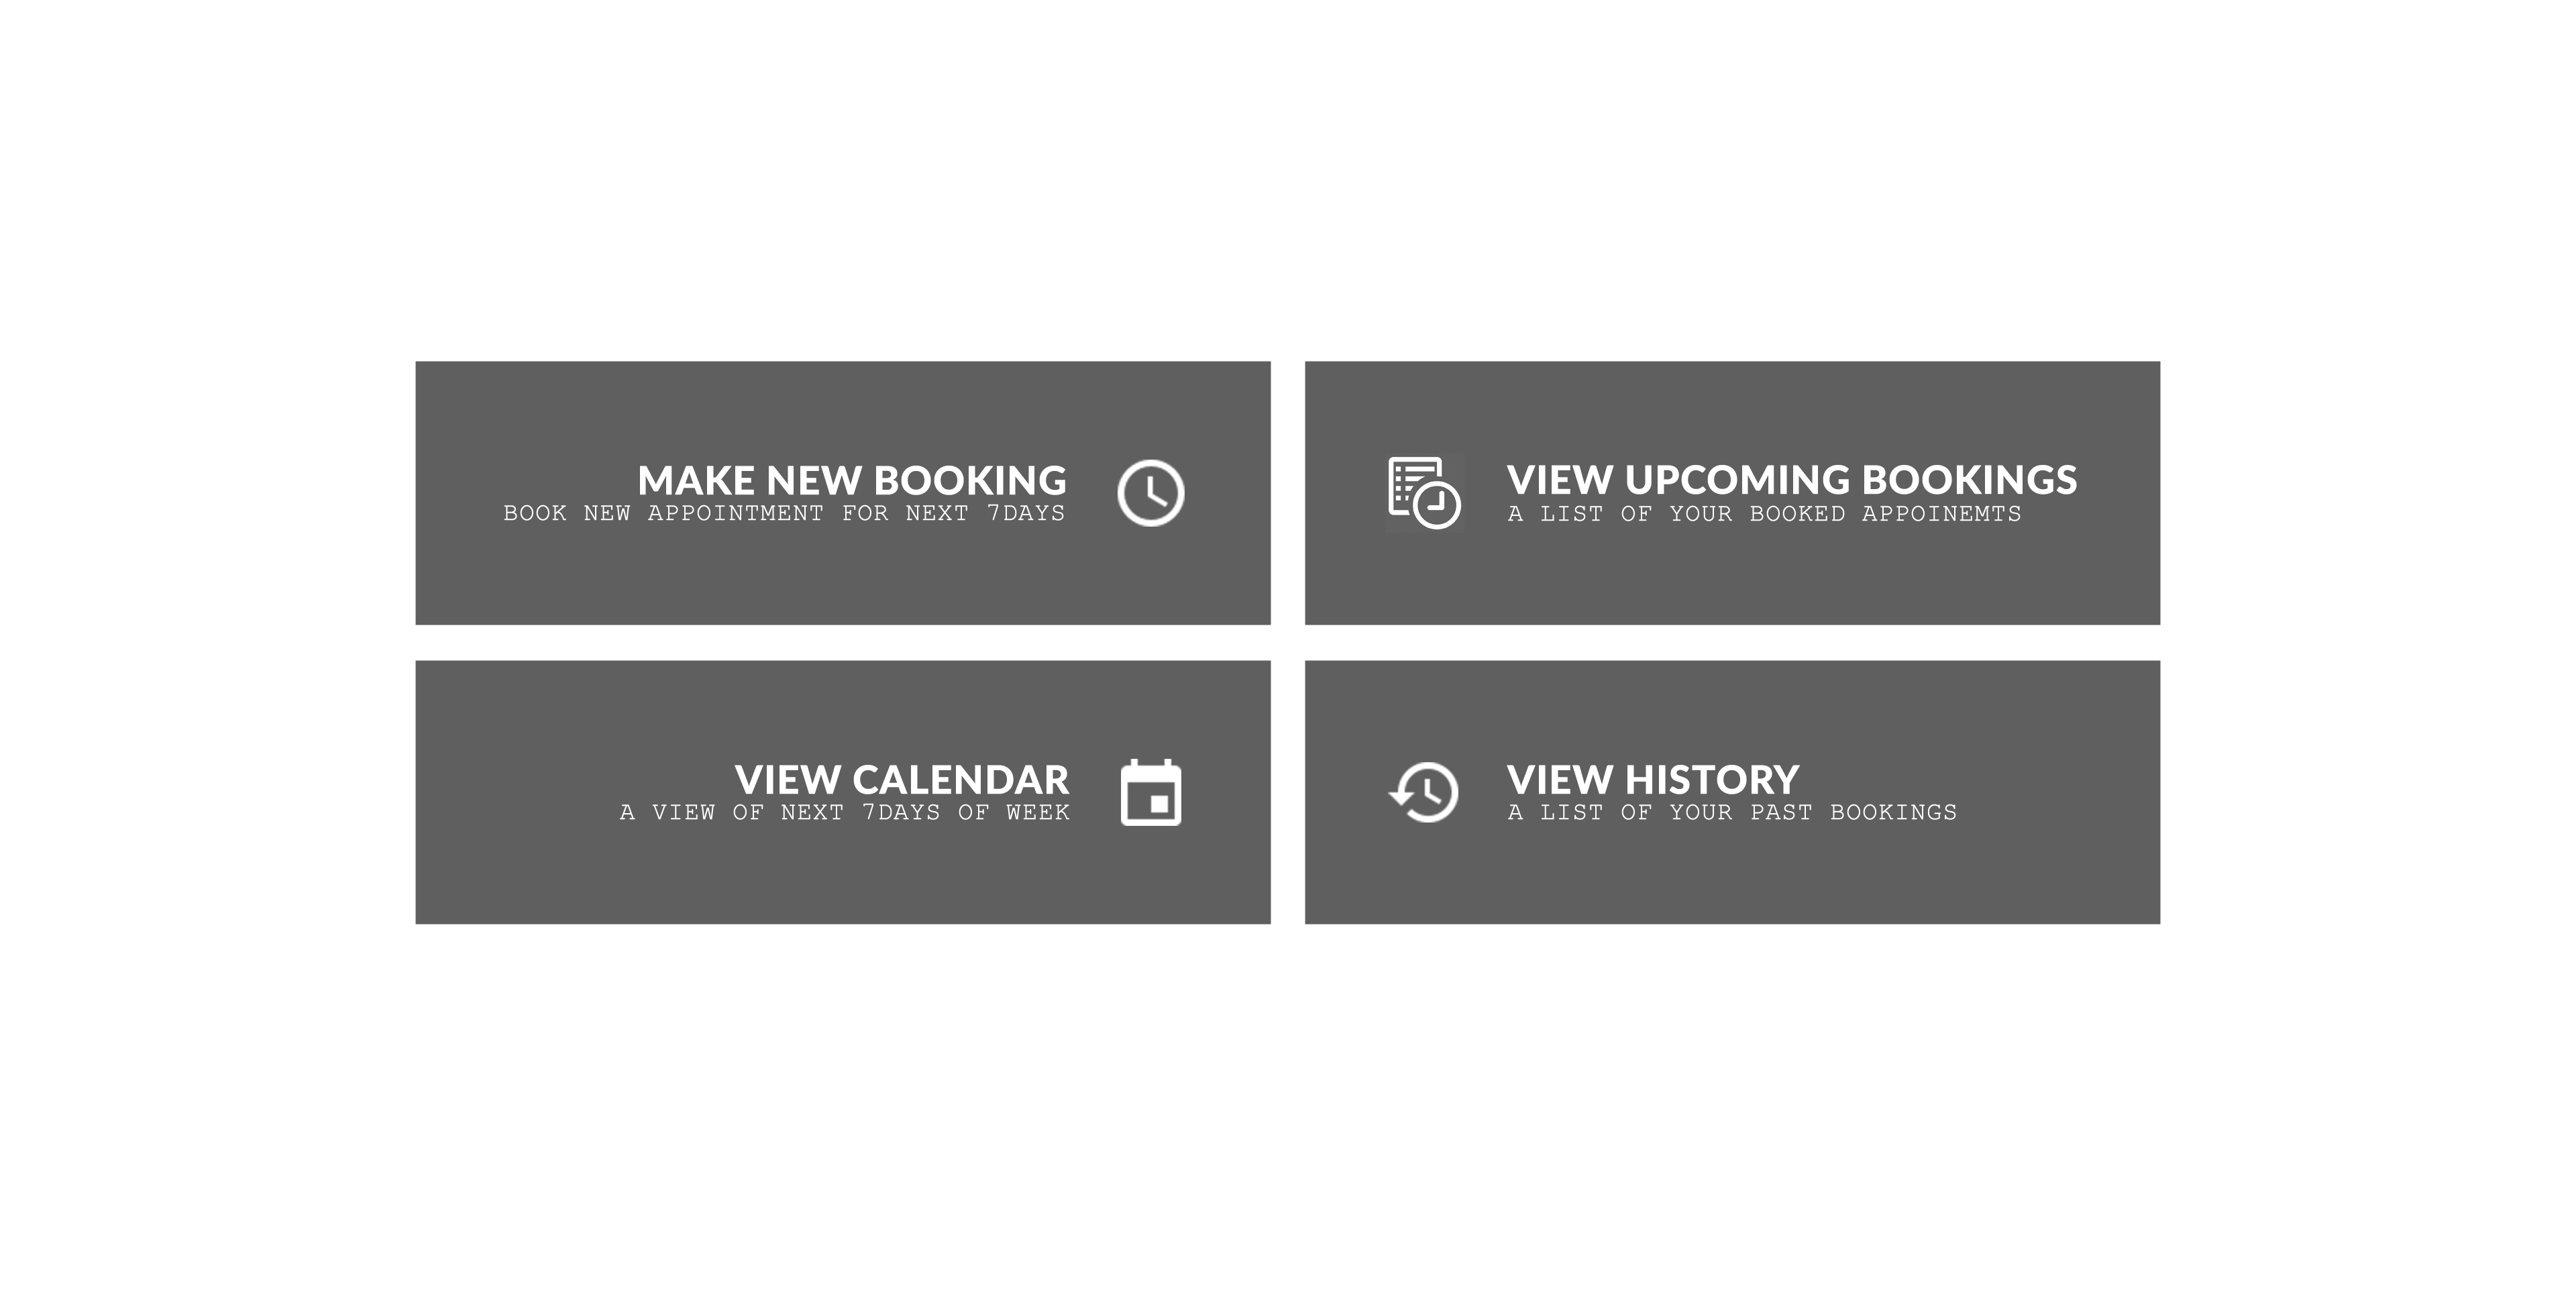 MAKE NEW BOOKING
BOOK NEW APPOINTMENT FOR NEXT 7DAYS
VIEW UPCOMING BOOKINGS
A LIST OF YOUR BOOKED APPOINEMTS
VIEW CALENDAR
A VIEW OF NEXT 7DAYS OF WEEK
VIEW HISTORY
A LIST OF YOUR PAST BOOKINGS